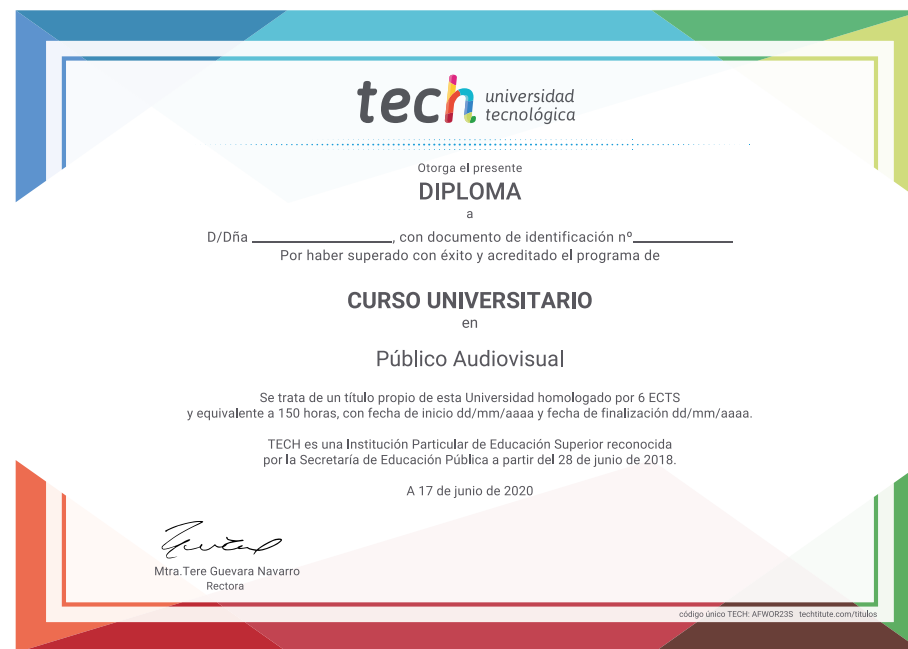 tech universidad
tecnológica
Otorga el presente
DIPLOMA
a
D/Dña ____________________, con documento de identificación nº______________
Por haber superado con éxito y acreditado el programa de
CURSO UNIVERSITARIO
en
Público Audiovisual
Se trata de un título propio de esta Universidad homologado por 6 ECTS
y equivalente a 150 horas, con fecha de inicio dd/mm/aaaa y fecha de finalización dd/mm/aaaa.
TECH es una Institución Particular de Educación Superior reconocida
por la Secretaría de Educación Pública a partir del 28 de junio de 2018.
A 17 de junio de 2020
Mtra.Tere Guevara Navarro
Rectora
código único TECH: AFWOR23S techtitute.com/titulos